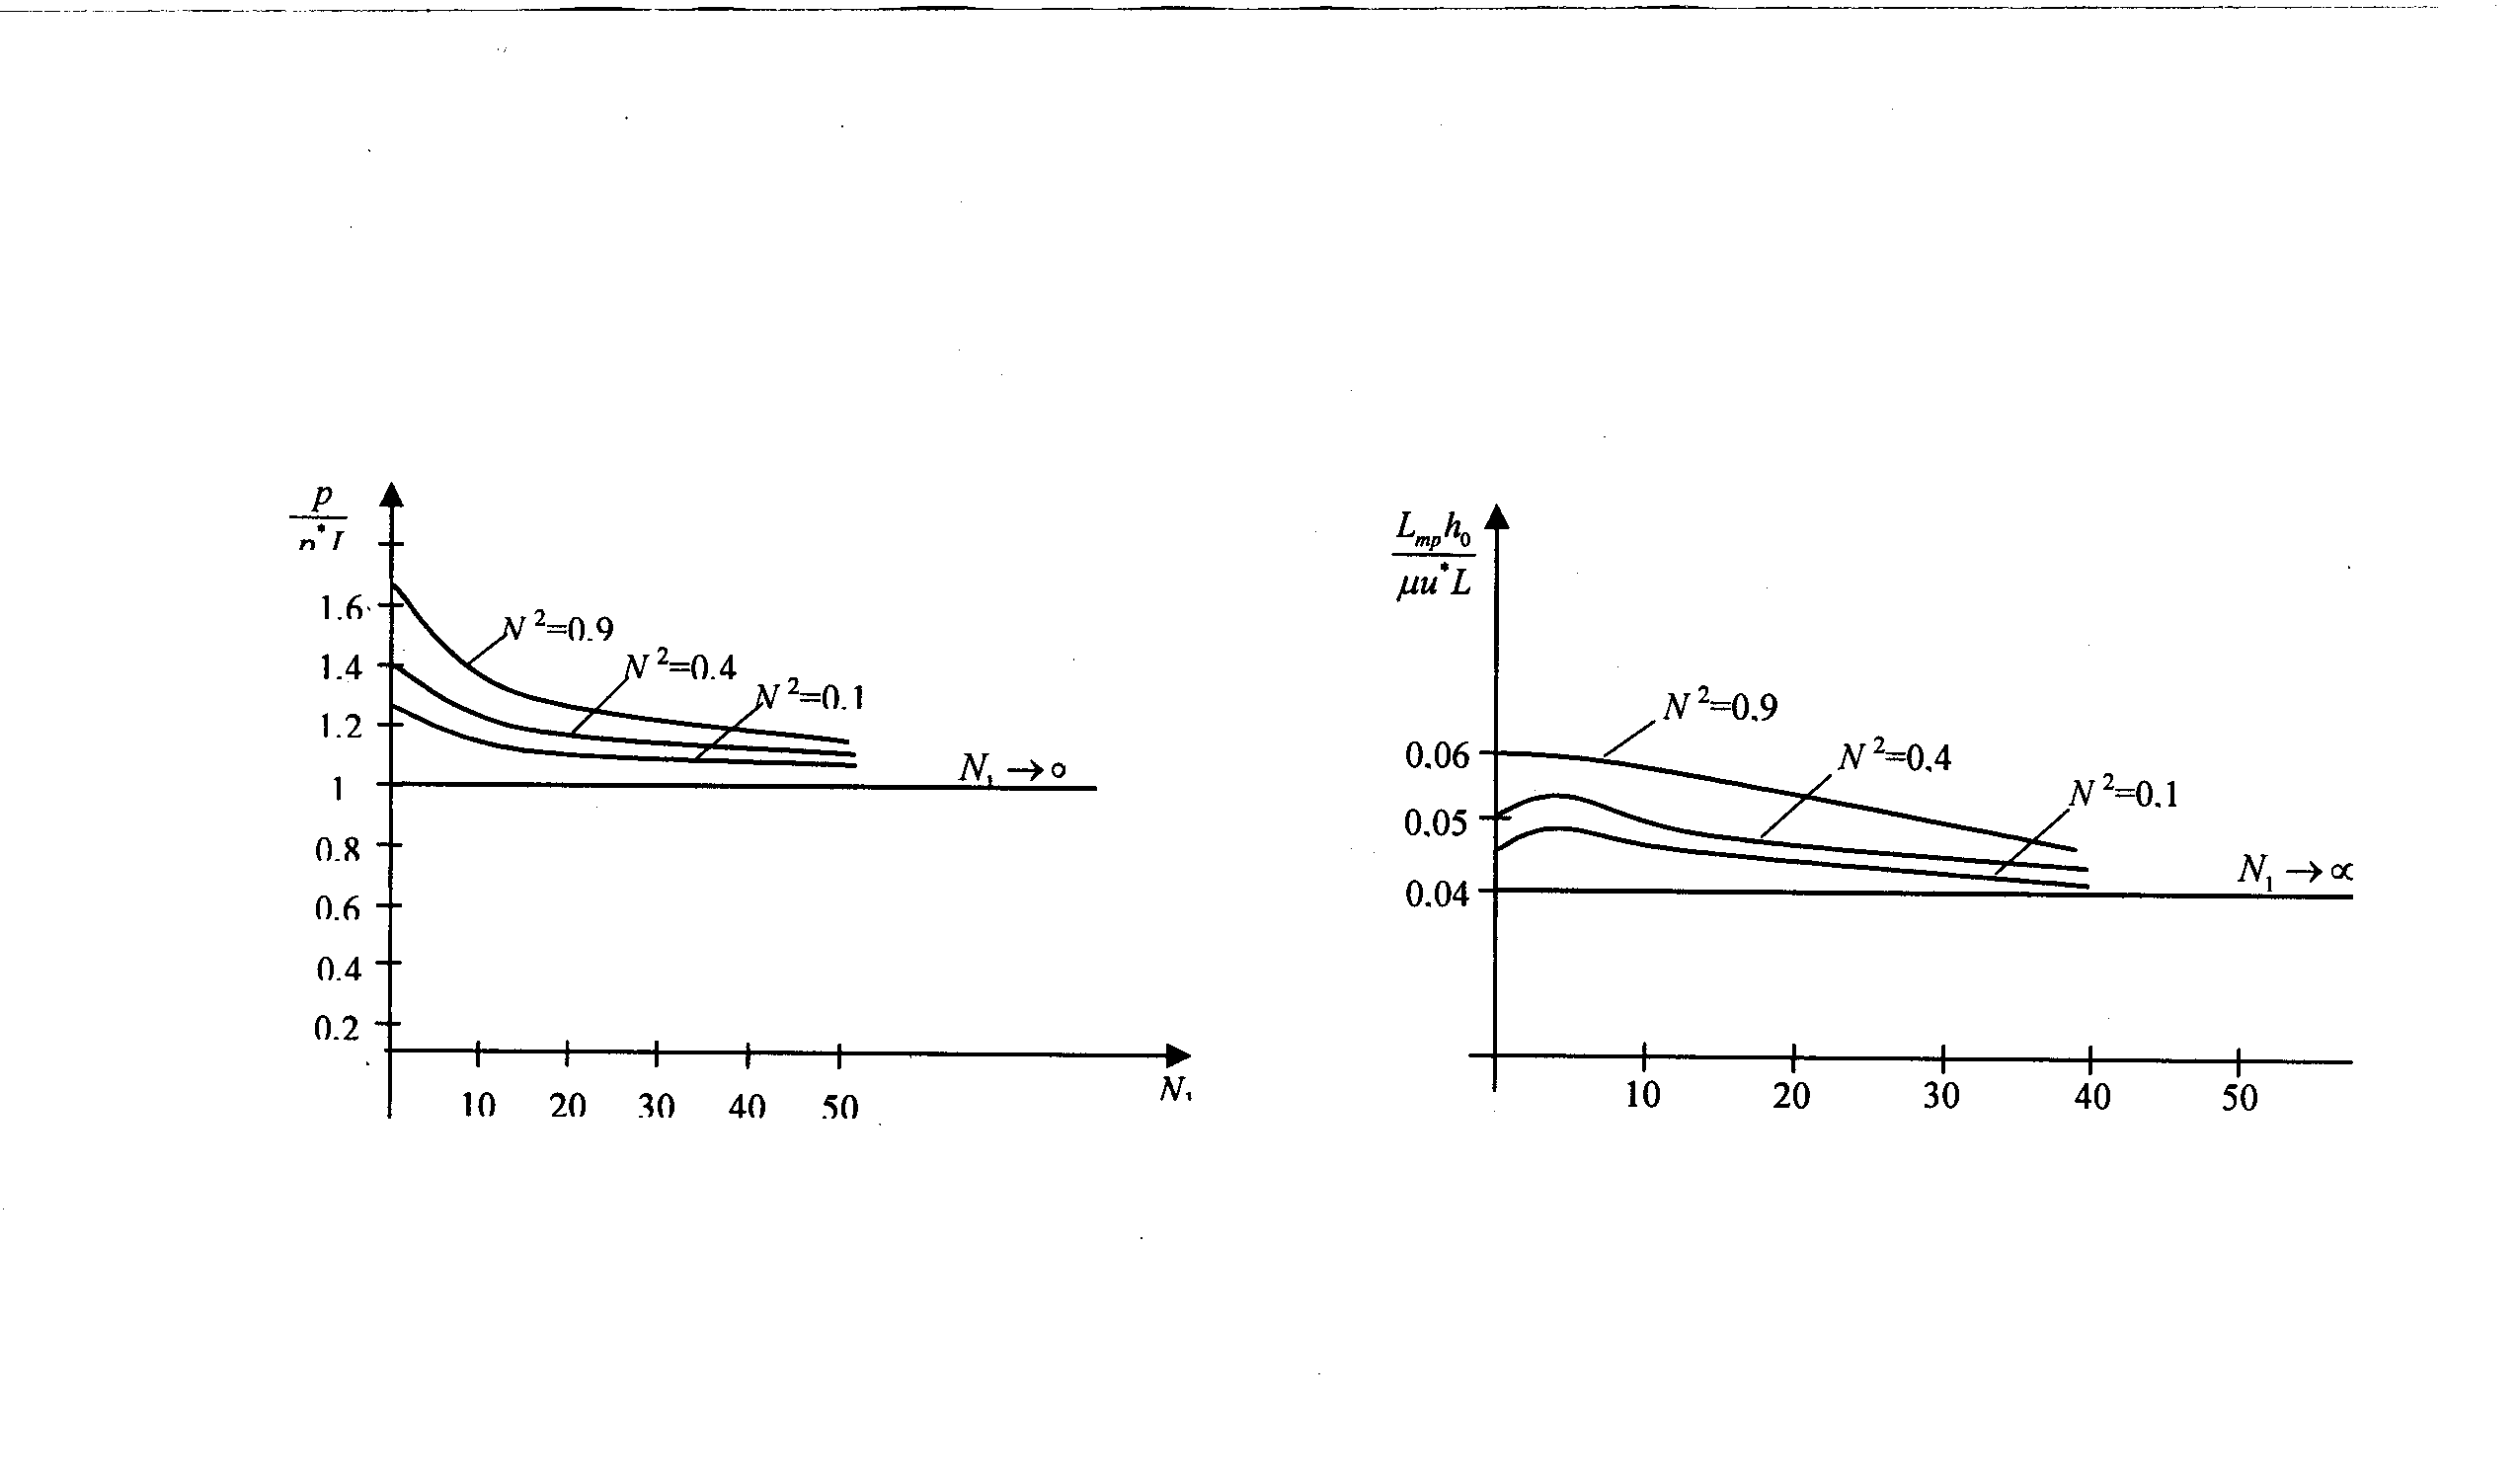 p
p*L
1.6
N²=0.9
1.4
N²=0.4
1.2
N²=0.1
N₁ →
1
0.8
0.6
0.4
0.2
10 20 30 40 50
N₁
Lₘₚh₀
μu*L
N²=0.9
0.06
N²=0.4
N²=0.1
0.05
N₁ → ∝
0.04
10 20 30 40 50